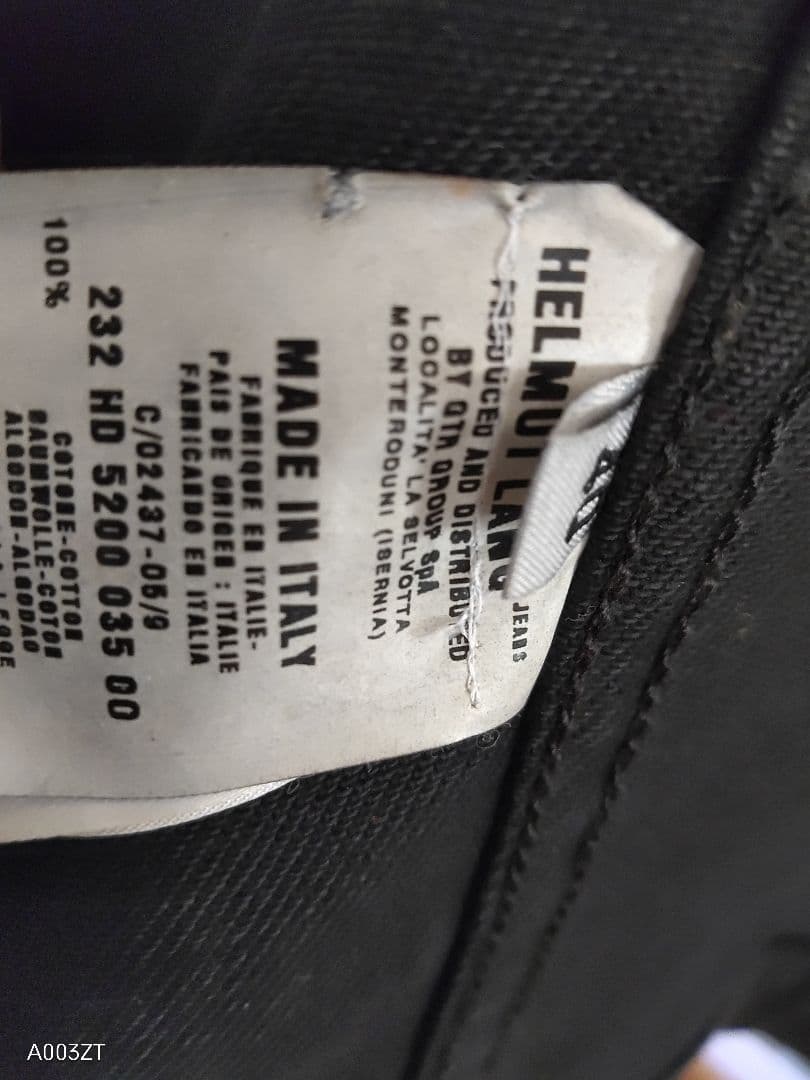 HELMUT LANG JEANS
PRODUCED AND DISTRIBUTED
BY GTR GROUP SpA
LOCALITA' LA SELVOTTA
MONTERODUNI (ISERNIA)
MADE IN ITALY
FABRIQUE EN ITALIE-
PAIS DE ORIGEN : ITALIE
FABRICANDO EN ITALIA
C/02437-05/9
232 HD 5200 035 00
100%
COTONE-COTTON
BAUMWOLLE-COTON
ALGODON-ALGODAO
A003ZT